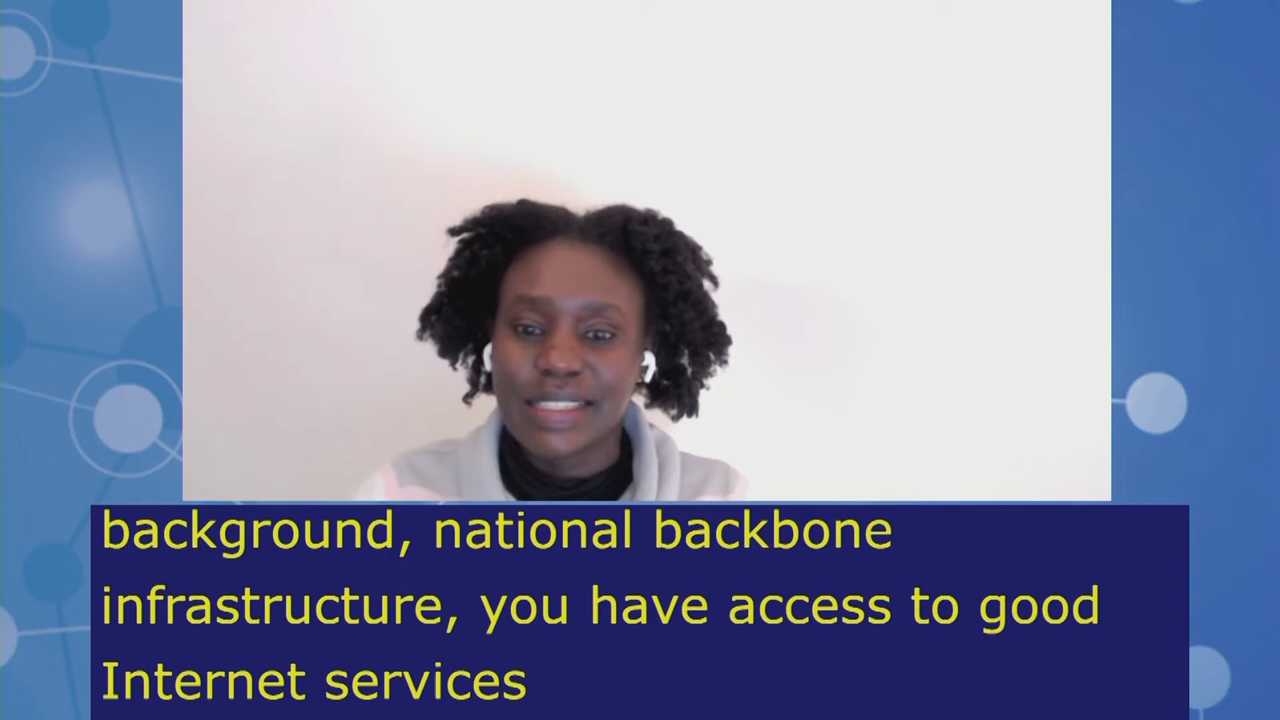 background, national backbone
infrastructure, you have access to good
Internet services